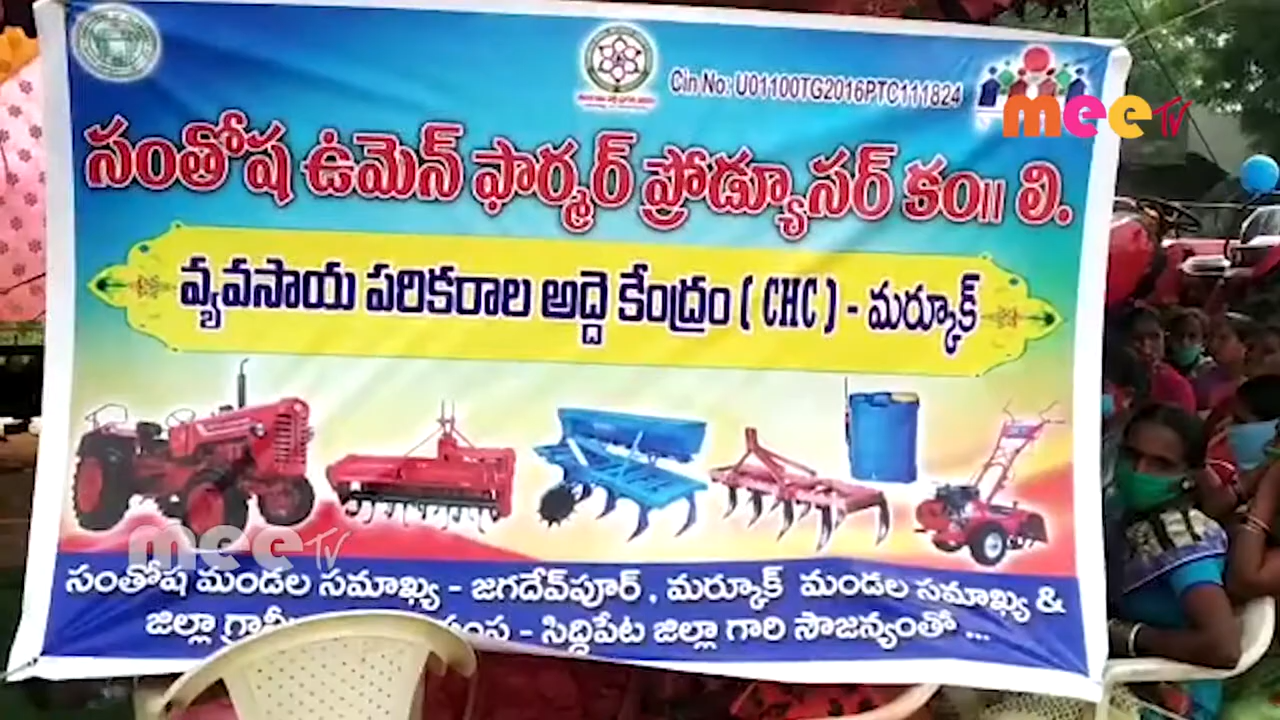 Cin No: U01100TG2016PTC111824
mee TV
సంతోష ఉమెన్ ఫార్మర్ ప్రోడ్యూసర్ కం॥ లి.
వ్యవసాయ పరికరాల అద్దె కేంద్రం ( CHC ) - మర్కూక్
mee TV
సంతోష మండల సమాఖ్య - జగదేవ్‌పూర్ , మర్కూక్ మండల సమాఖ్య &
జిల్లా - సిద్దిపేట జిల్లా గారి సౌజన్యంతో ...